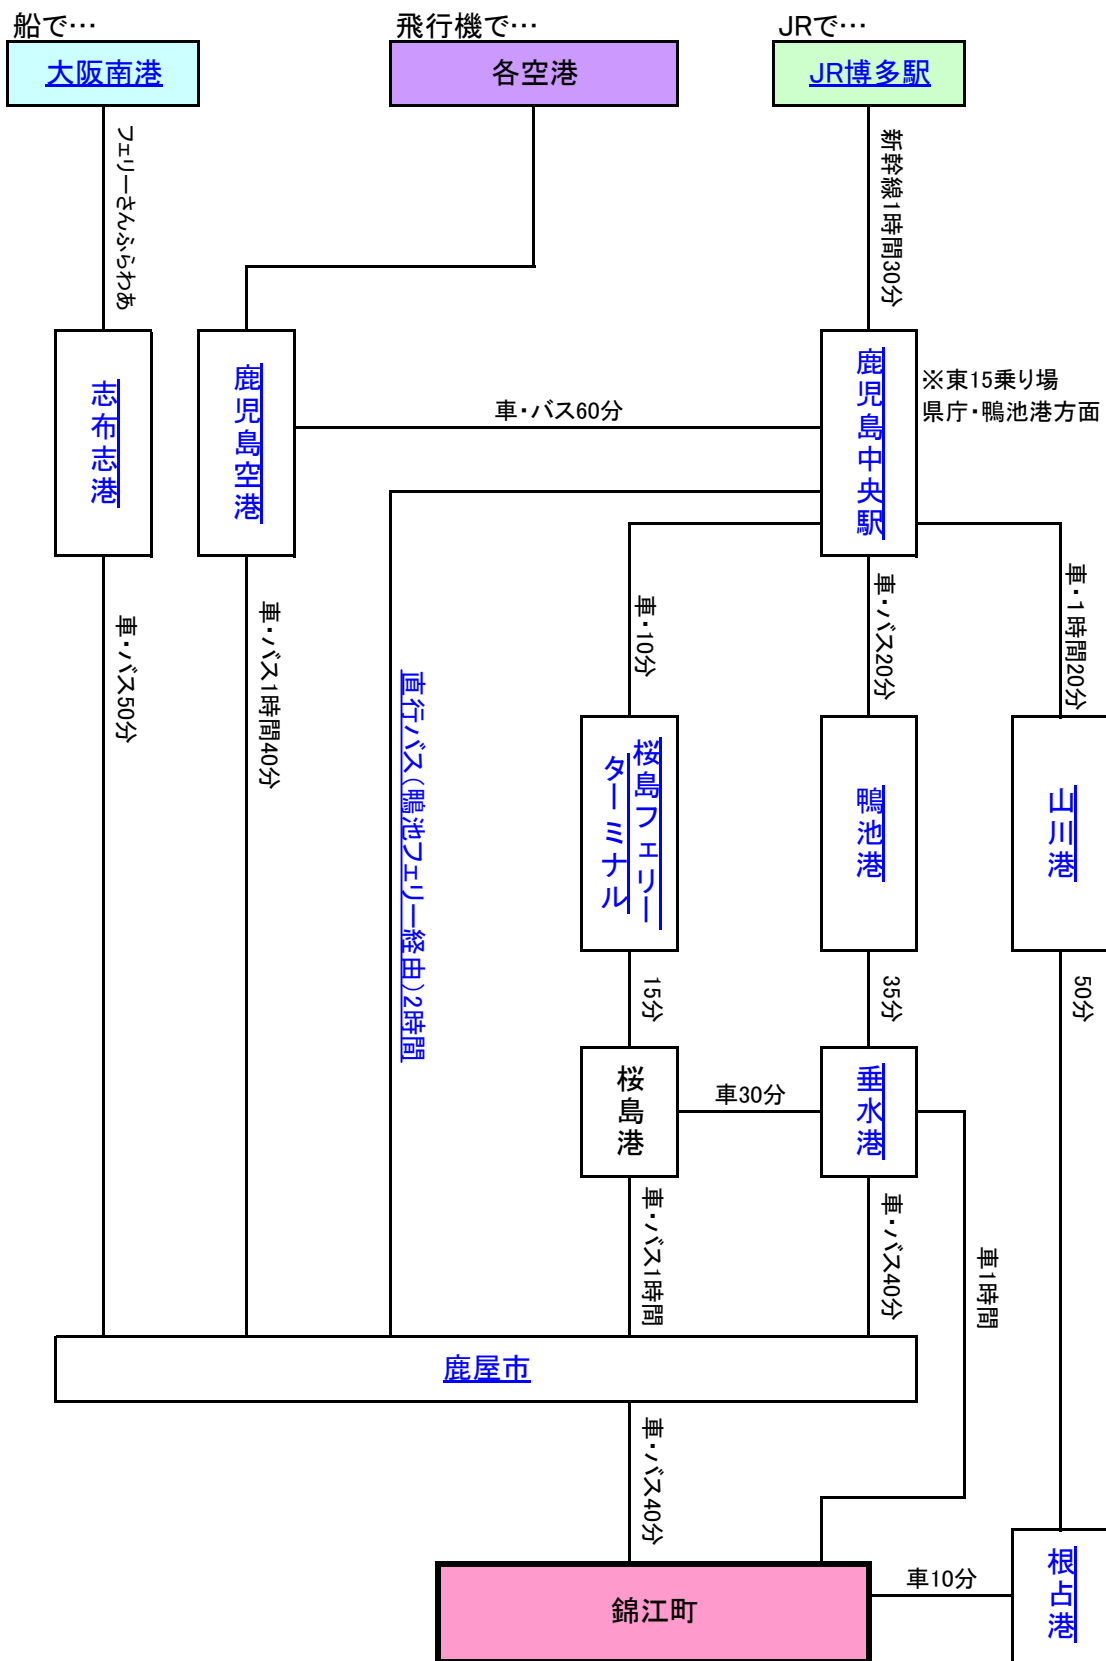 船で…
飛行機で…
JRで…
大阪南港
各空港
JR博多駅
フェリーさんふらわあ
新幹線1時間30分
志布志港
鹿児島空港
車・バス60分
鹿児島中央駅
※東15乗り場
県庁・鴨池港方面
車・バス50分
車・バス1時間40分
直行バス(鴨池フェリー経由)2時間
車・10分
車・バス20分
車・1時間20分
桜島フェリー
ターミナル
鴨池港
山川港
15分
35分
50分
桜島港
車30分
垂水港
車・バス1時間
車・バス40分
車1時間
鹿屋市
車・バス40分
錦江町
車10分
根占港